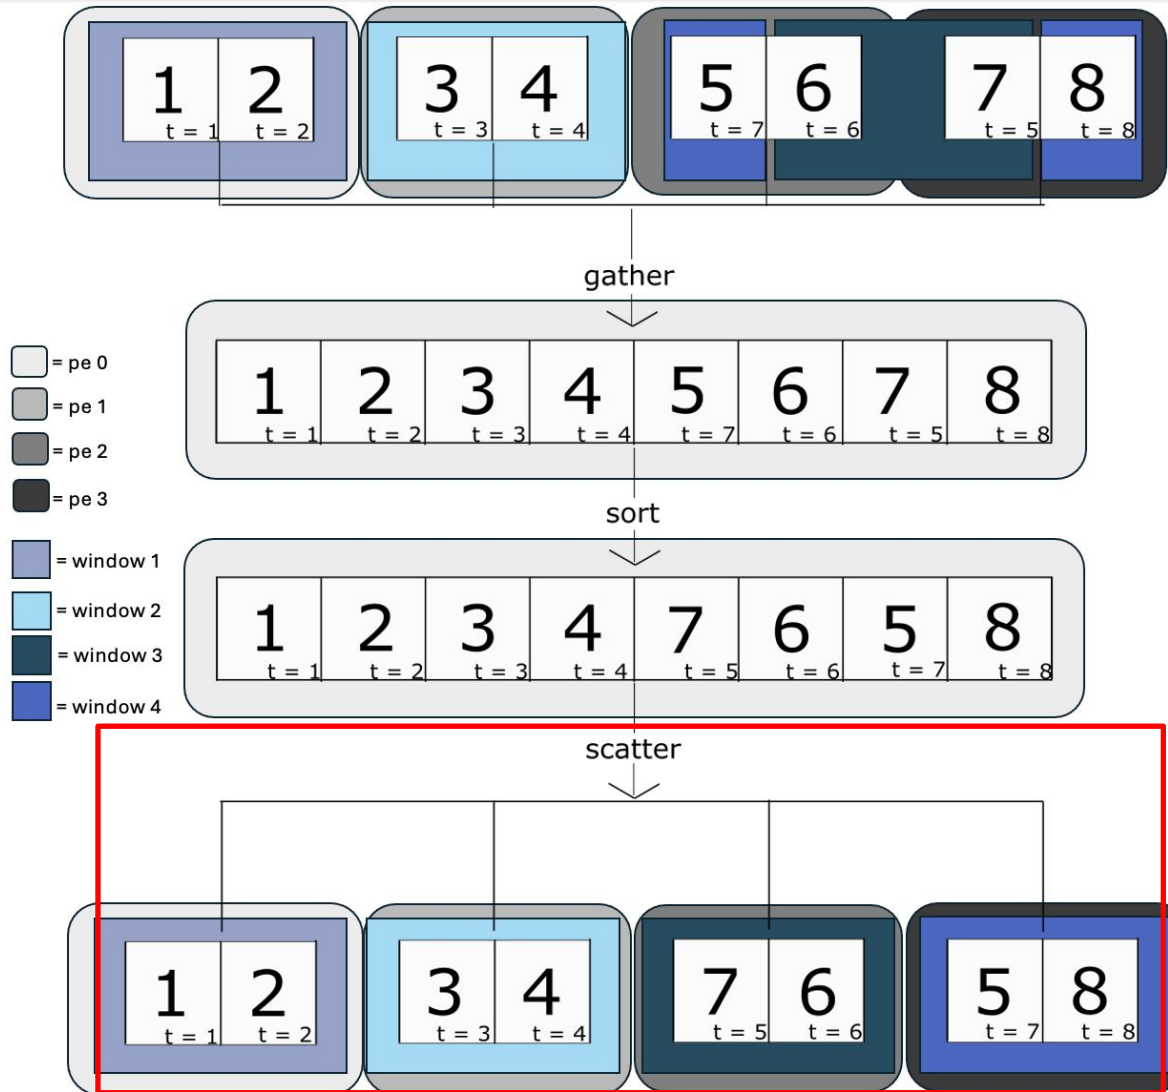 1 2 3 4 5 6 7 8
t = 1 t = 2 t = 3 t = 4 t = 7 t = 6 t = 5 t = 8
gather
1 2 3 4 5 6 7 8
t = 1 t = 2 t = 3 t = 4 t = 7 t = 6 t = 5 t = 8
= pe 0
= pe 1
= pe 2
= pe 3
sort
= window 1
= window 2
= window 3
= window 4
1 2 3 4 7 6 5 8
t = 1 t = 2 t = 3 t = 4 t = 5 t = 6 t = 7 t = 8
scatter
1 2 3 4 7 6 5 8
t = 1 t = 2 t = 3 t = 4 t = 5 t = 6 t = 7 t = 8